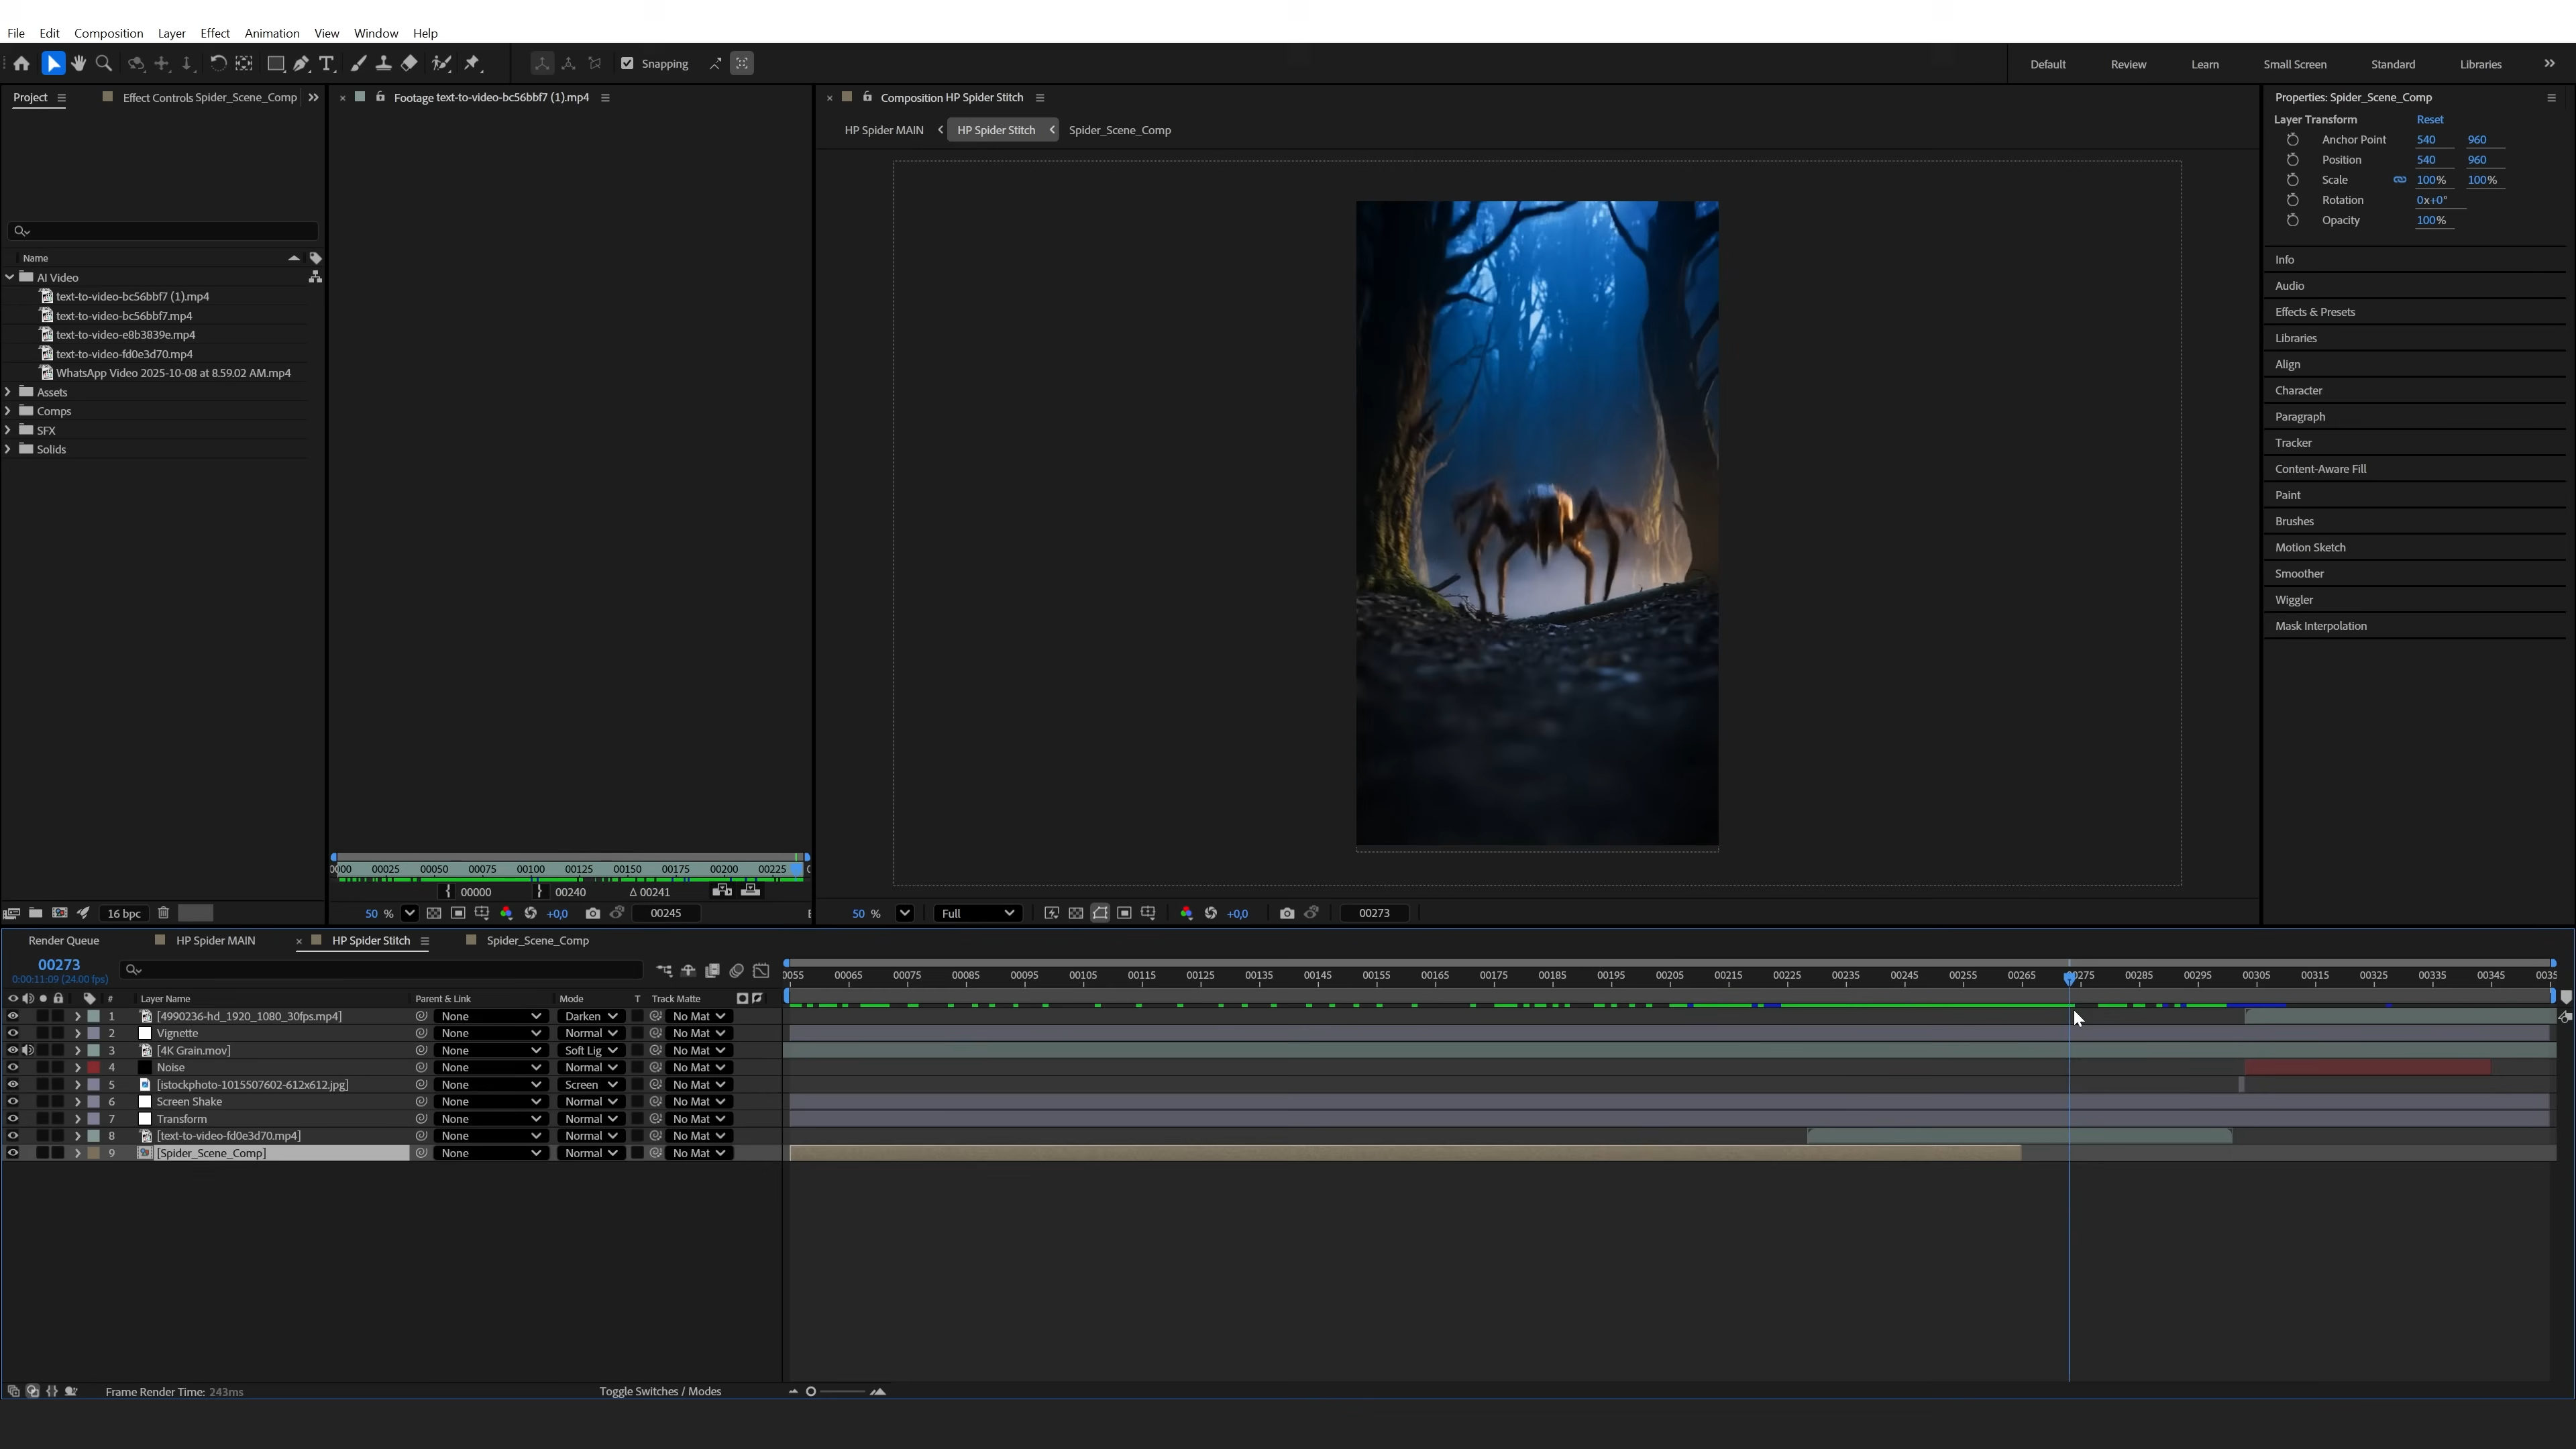 File Edit Composition Layer Effect Animation View Window Help
Snapping Default Review Learn Small Screen Standard Libraries
Project Effect Controls Spider_Scene_Comp
Footage text-to-video-bc56bbf7 (1).mp4
Composition HP Spider Stitch
HP Spider MAIN HP Spider Stitch Spider_Scene_Comp
Properties: Spider_Scene_Comp
Layer Transform Reset
Anchor Point 540 960
Position 540 960
Scale 100% 100%
Rotation 0x+0°
Opacity 100%
Info
Audio
Effects & Presets
Libraries
Align
Character
Paragraph
Tracker
Content-Aware Fill
Paint
Brushes
Motion Sketch
Smoother
Wiggler
Mask Interpolation
Name
AI Video
text-to-video-bc56bbf7 (1).mp4
text-to-video-bc56bbf7.mp4
text-to-video-e8b3839e.mp4
text-to-video-fd0e3d70.mp4
WhatsApp Video 2025-10-08 at 8.59.02 AM.mp4
Assets
Comps
SFX
Solids
00025 00050 00075 00100 00125 00150 00175 00200 00225
00000 00240 Δ 00241
16 bpc
50 % +0,0 00245
50 % Full +0,0 00273
Render Queue HP Spider MAIN HP Spider Stitch Spider_Scene_Comp
00273
0:00:11:09 (24.00 fps)
00065 00075 00085 00095 00105 00115 00125 00135 00145 00155 00165 00175 00185 00195 00205 00215 00225 00235 00245 00255 00265 00275 00285 00295 00305 00315 00325 00335 00345
# Layer Name Parent & Link Mode T Track Matte
1 [4990236-hd_1920_1080_30fps.mp4] None Darken No Mat
2 Vignette None Normal No Mat
3 [4K Grain.mov] None Soft Lig No Mat
4 Noise None Normal No Mat
5 [istockphoto-1015507602-612x612.jpg] None Screen No Mat
6 Screen Shake None Normal No Mat
7 Transform None Normal No Mat
8 [text-to-video-fd0e3d70.mp4] None Normal No Mat
9 [Spider_Scene_Comp] None Normal No Mat
Frame Render Time: 243ms Toggle Switches / Modes